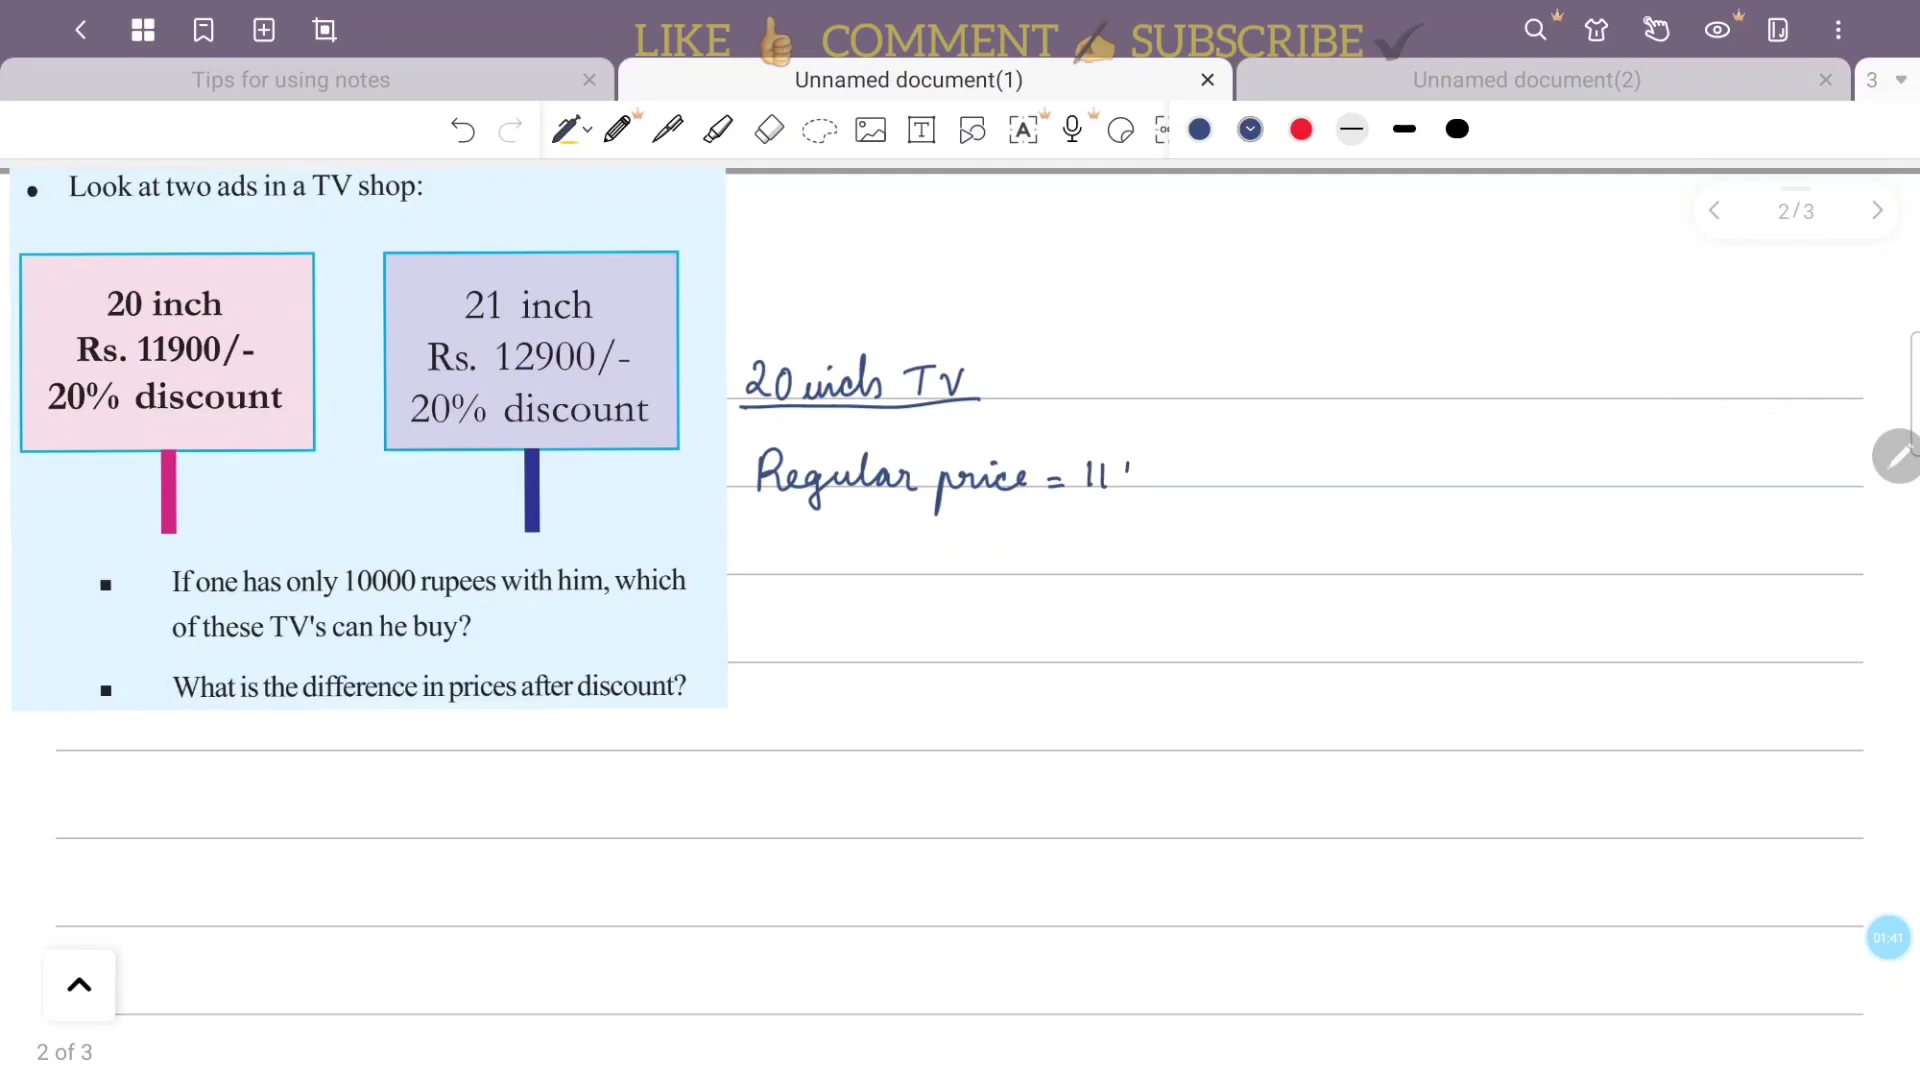 LIKE 👍 COMMENT ✍ SUBSCRIBE ✔
Tips for using notes
Unnamed document(1)
Unnamed document(2)
3
2/3
• Look at two ads in a TV shop:
20 inch
Rs. 11900/-
20% discount
21 inch
Rs. 12900/-
20% discount
20 inch TV
Regular price = 11
▪ If one has only 10000 rupees with him, which
of these TV's can he buy?
▪ What is the difference in prices after discount?
01:41
2 of 3